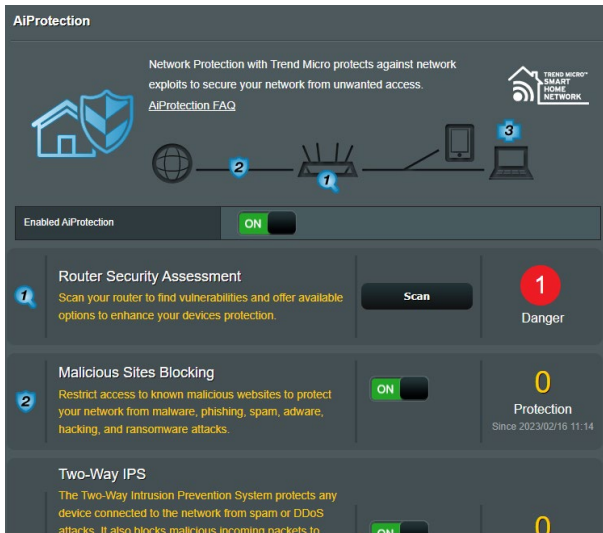 AiProtection
Network Protection with Trend Micro protects against network
exploits to secure your network from unwanted access.
AiProtection FAQ
TREND MICRO™
SMART
HOME
NETWORK
3
2
1
Enabled AiProtection
ON
1
Router Security Assessment
Scan your router to find vulnerabilities and offer available
options to enhance your devices protection.
Scan
1
Danger
2
Malicious Sites Blocking
Restrict access to known malicious websites to protect
your network from malware, phishing, spam, adware,
hacking, and ransomware attacks.
ON
0
Protection
Since 2023/02/16 11:14
Two-Way IPS
The Two-Way Intrusion Prevention System protects any
device connected to the network from spam or DDoS
attacks. It also blocks malicious incoming packets to
ON
0